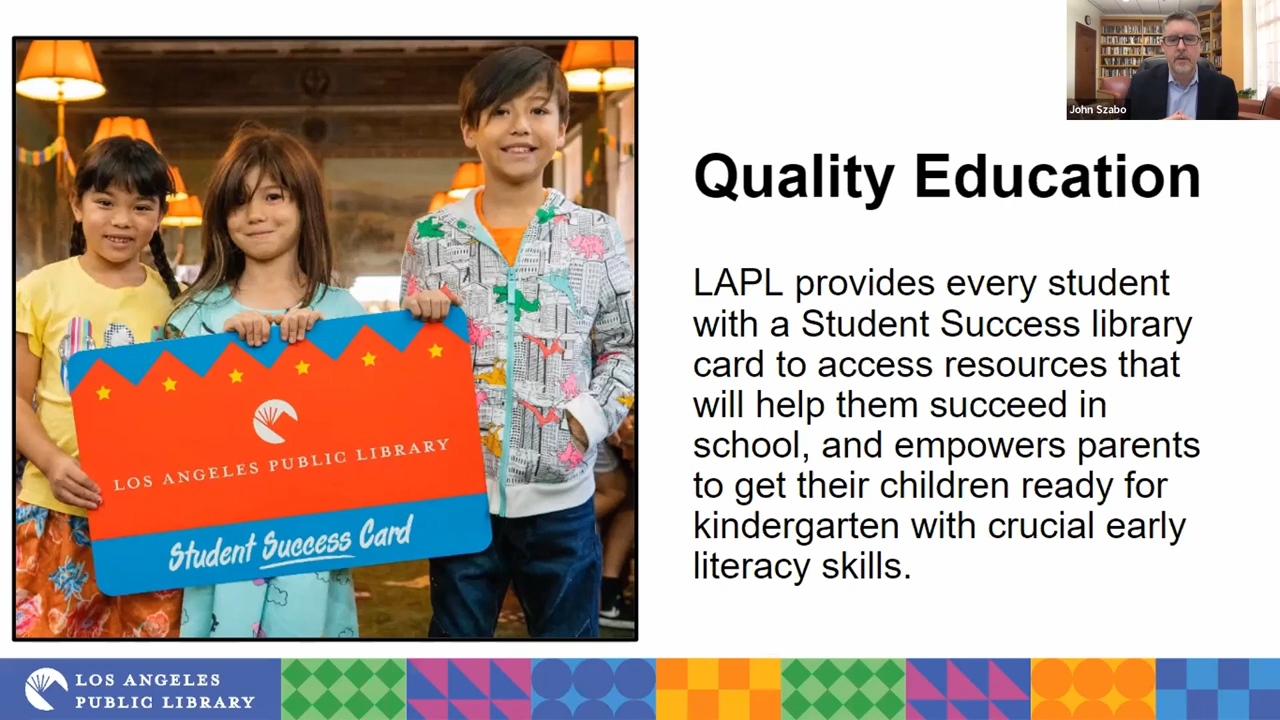 John Szabo
Quality Education
LAPL provides every student
with a Student Success library
card to access resources that
will help them succeed in
school, and empowers parents
to get their children ready for
kindergarten with crucial early
literacy skills.
LOS ANGELES PUBLIC LIBRARY
Student Success Card
LOS ANGELES
PUBLIC LIBRARY